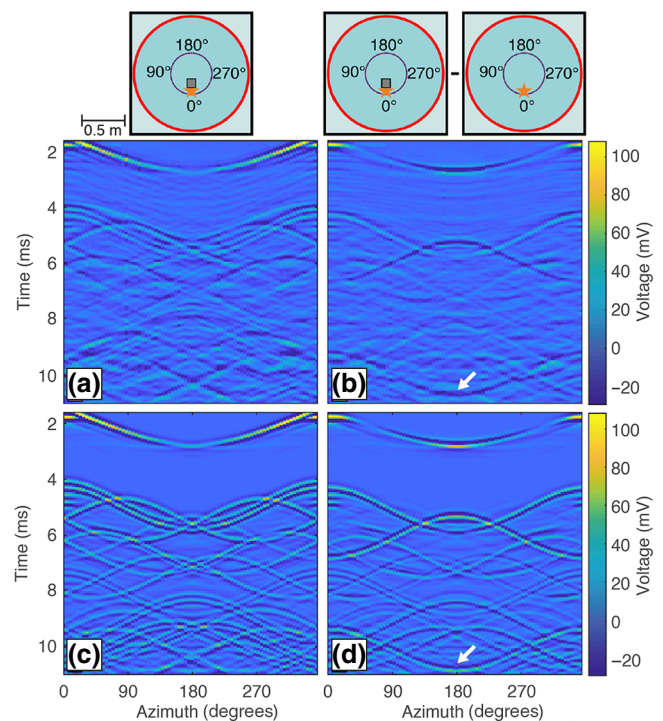 180° 180° 180°
90° 270° 90° 270° 90° 270°
0° 0° 0°
0.5 m
-
2
4
6
8
10
Time (ms)
(a)
(b)
100
80
60
40
20
0
−20
Voltage (mV)
2
4
6
8
10
Time (ms)
(c)
(d)
100
80
60
40
20
0
−20
Voltage (mV)
0 90 180 270 0 90 180 270
Azimuth (degrees) Azimuth (degrees)